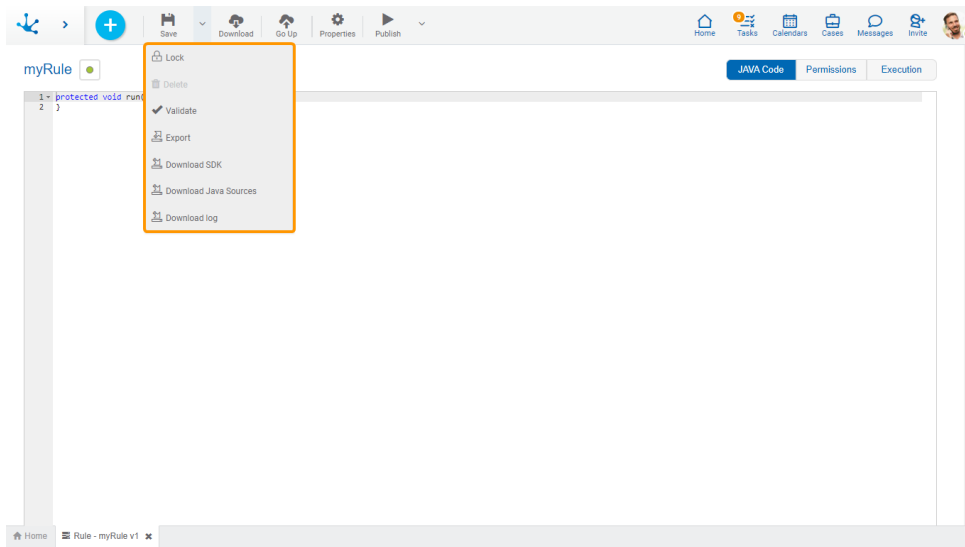 Save Download Go Up Properties Publish
Home 9 Tasks Calendars Cases Messages Invite
Lock
myRule
JAVA Code Permissions Execution
Delete
1 protected void run(
2 }
Validate
Export
Download SDK
Download Java Sources
Download log
Home Rule - myRule v1